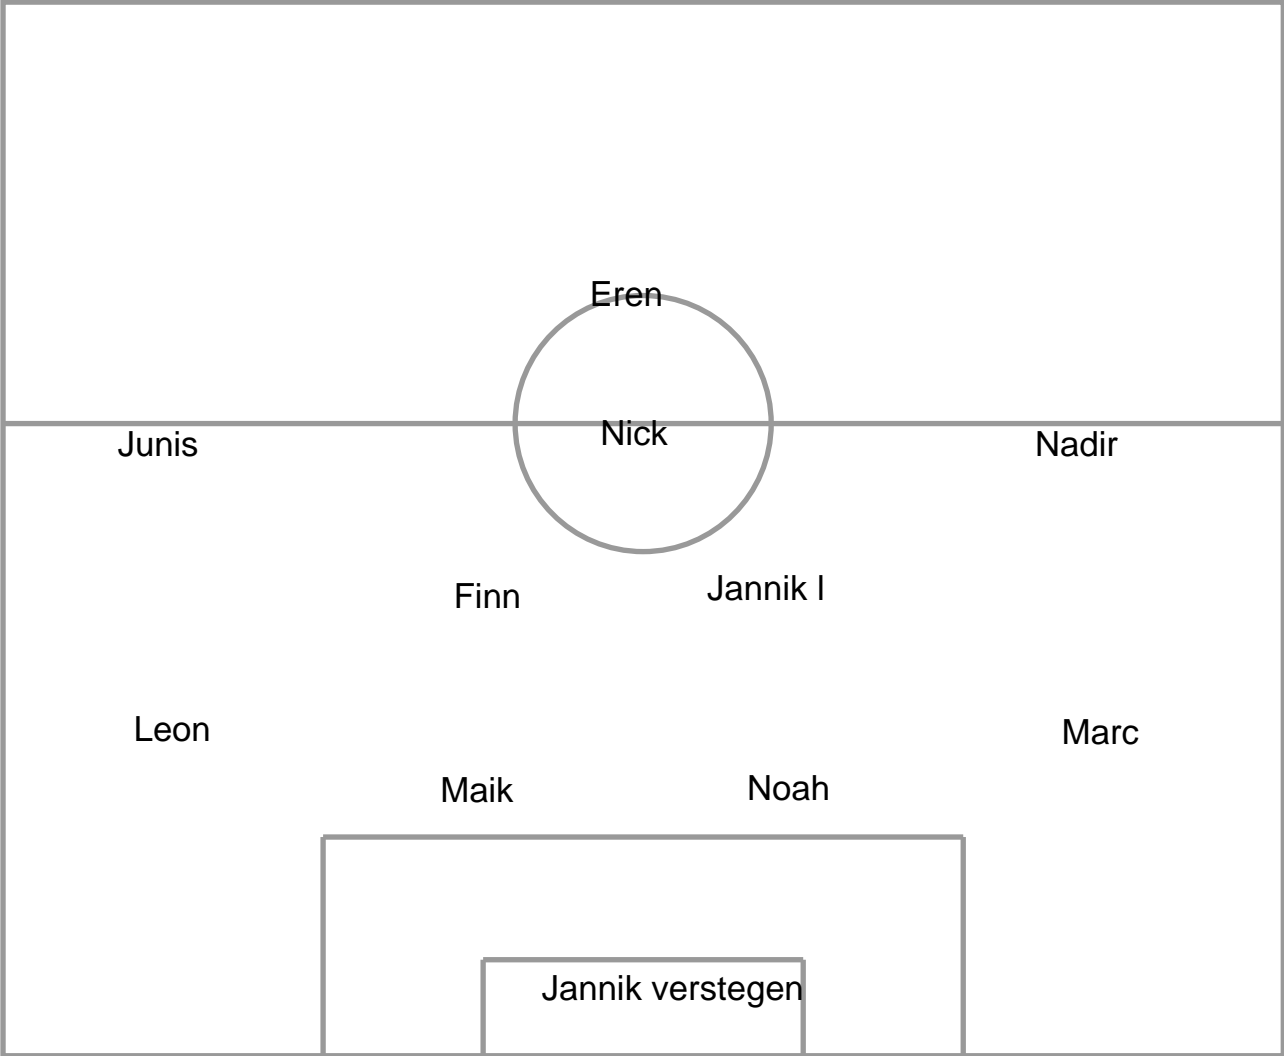 Eren
Nick
Junis
Nadir
Finn
Jannik l
Leon
Marc
Maik
Noah
Jannik verstegen